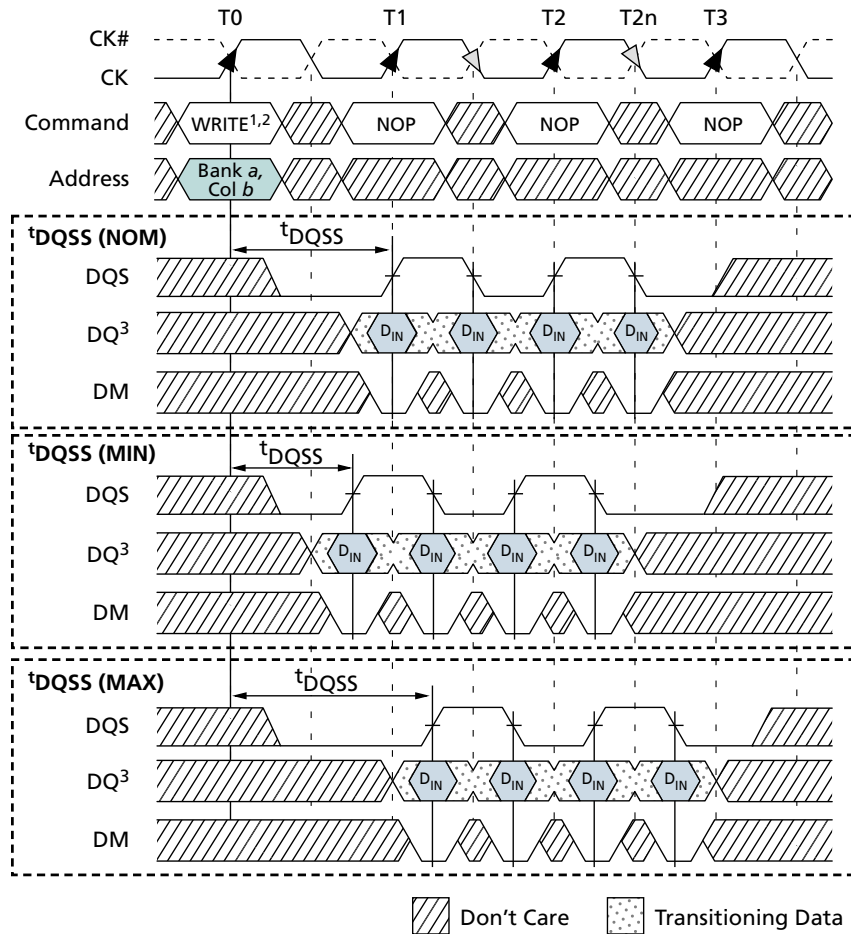 T0 T1 T2 T2n T3
CK#
CK
Command WRITE1,2 NOP NOP NOP
Address Bank a, Col b
tDQSS (NOM) tDQSS
DQS
DQ3 DIN DIN DIN DIN
DM
tDQSS (MIN) tDQSS
DQS
DQ3 DIN DIN DIN DIN
DM
tDQSS (MAX) tDQSS
DQS
DQ3 DIN DIN DIN DIN
DM
Don't Care Transitioning Data